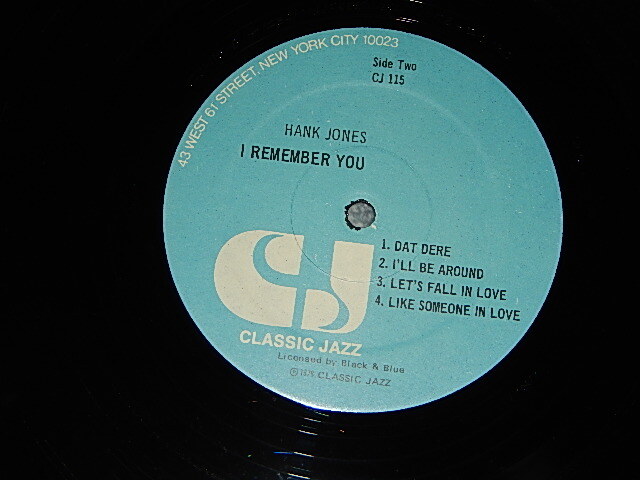 43 WEST 61 STREET, NEW YORK CITY 10023
Side Two
CJ 115
HANK JONES
I REMEMBER YOU
1. DAT DERE
2. I'LL BE AROUND
3. LET'S FALL IN LOVE
4. LIKE SOMEONE IN LOVE
CJ
CLASSIC JAZZ
Licensed by Black & Blue
CLASSIC JAZZ